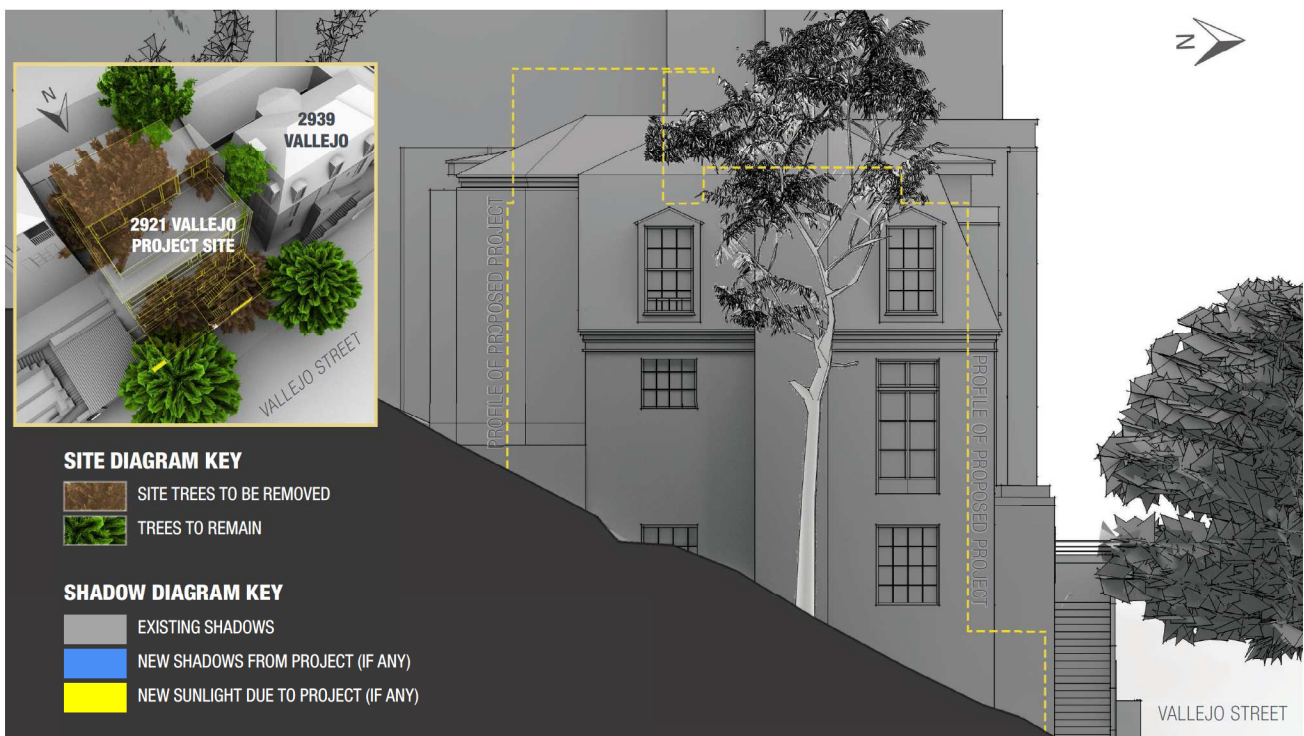 N
N
2939
VALLEJO
2921 VALLEJO
PROJECT SITE
VALLEJO STREET
PROFILE OF PROPOSED PROJECT
PROFILE OF PROPOSED PROJECT
SITE DIAGRAM KEY
SITE TREES TO BE REMOVED
TREES TO REMAIN
SHADOW DIAGRAM KEY
EXISTING SHADOWS
NEW SHADOWS FROM PROJECT (IF ANY)
NEW SUNLIGHT DUE TO PROJECT (IF ANY)
VALLEJO STREET